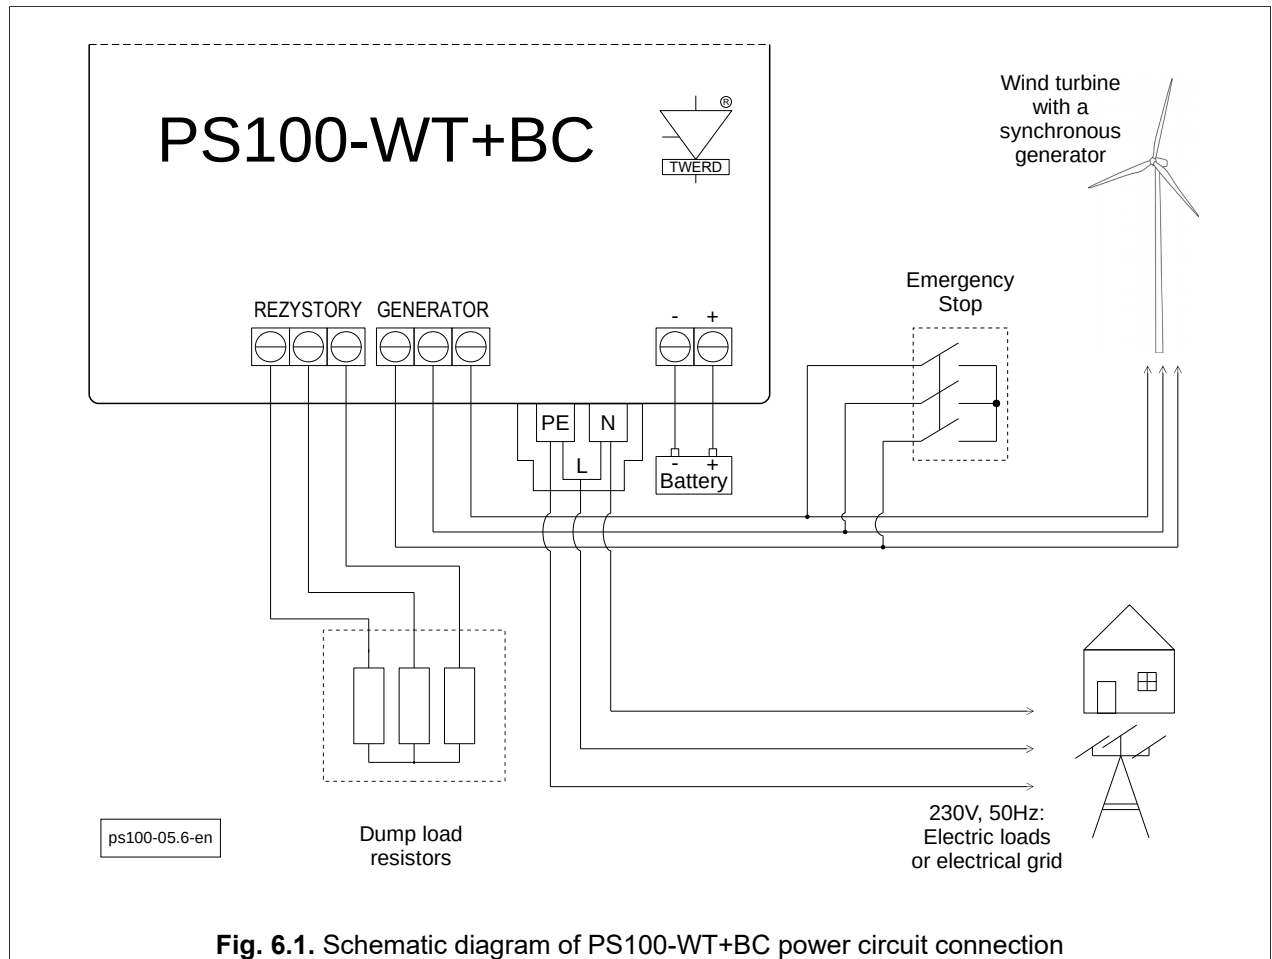 PS100-WT+BC
®
TWERD
Wind turbine
with a
synchronous
generator
Emergency
Stop
REZYSTORY GENERATOR
- +
PE N
L
- +
Battery
230V, 50Hz:
Electric loads
or electrical grid
Dump load
resistors
ps100-05.6-en
Fig. 6.1. Schematic diagram of PS100-WT+BC power circuit connection